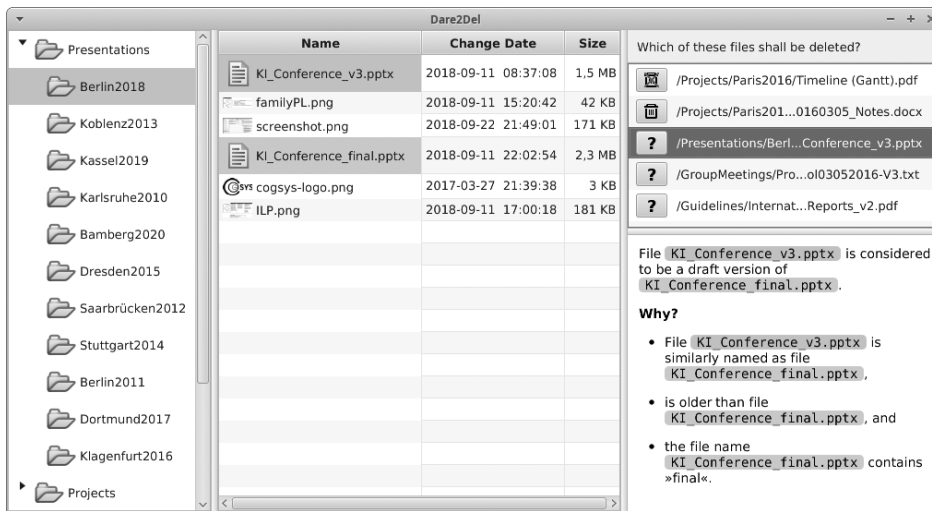 Dare2Del
Presentations
Berlin2018
Koblenz2013
Kassel2019
Karlsruhe2010
Bamberg2020
Dresden2015
Saarbrücken2012
Stuttgart2014
Berlin2011
Dortmund2017
Klagenfurt2016
Projects
Name Change Date Size
KI_Conference_v3.pptx 2018-09-11 08:37:08 1,5 MB
familyPL.png 2018-09-11 15:20:42 42 KB
screenshot.png 2018-09-22 21:49:01 171 KB
KI_Conference_final.pptx 2018-09-11 22:02:54 2,3 MB
cogsys-logo.png 2017-03-27 21:39:38 3 KB
ILP.png 2018-09-11 17:00:18 181 KB
Which of these files shall be deleted?
/Projects/Paris2016/Timeline (Gantt).pdf
/Projects/Paris201...0160305_Notes.docx
? /Presentations/Berl...Conference_v3.pptx
? /GroupMeetings/Pro...ol03052016-V3.txt
? /Guidelines/Internat...Reports_v2.pdf
File KI_Conference_v3.pptx is considered
to be a draft version of
KI_Conference_final.pptx .
Why?
• File KI_Conference_v3.pptx is
similarly named as file
KI_Conference_final.pptx ,
• is older than file
KI_Conference_final.pptx , and
• the file name
KI_Conference_final.pptx contains
»final«.